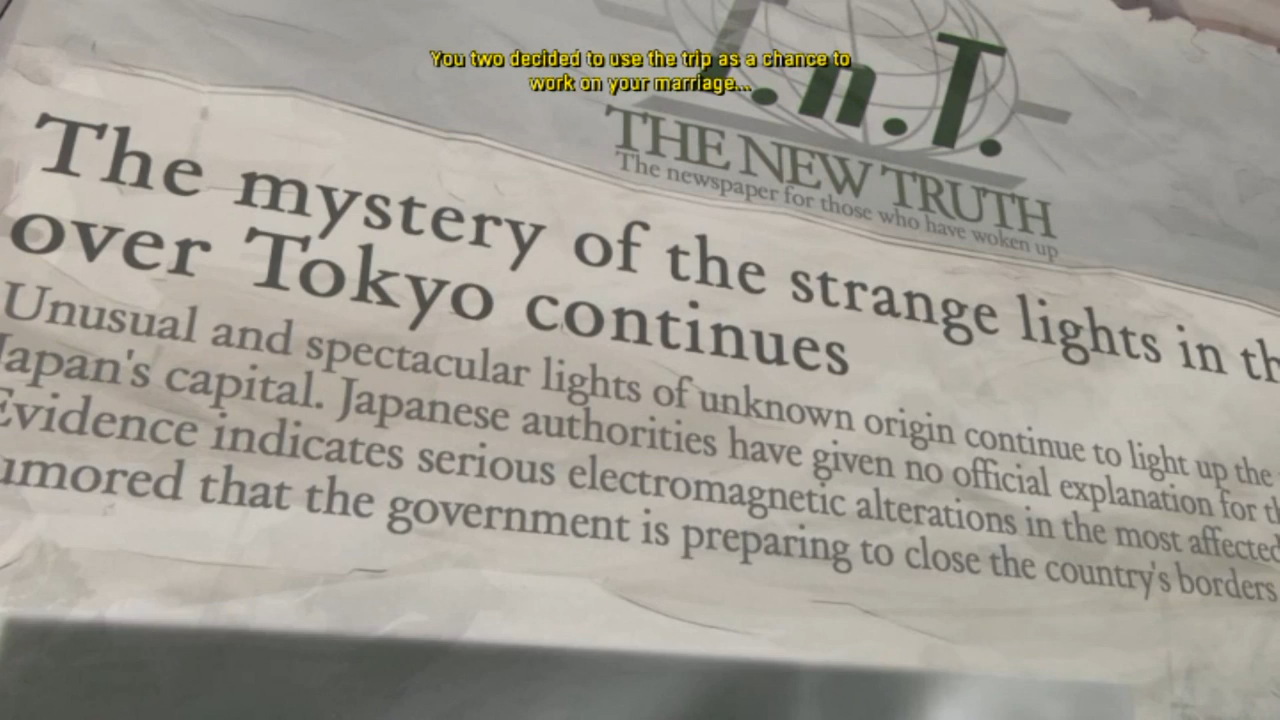 You two decided to use the trip as a chance to
work on your marriage...
T.n.T.
THE NEW TRUTH
The newspaper for those who have woken up
The mystery of the strange lights in
over Tokyo continues
Unusual and spectacular lights of unknown origin continue to light up the
Japan's capital. Japanese authorities have given no official explanation for
Evidence indicates serious electromagnetic alterations in the most affected
that the government is preparing to close the country's borders